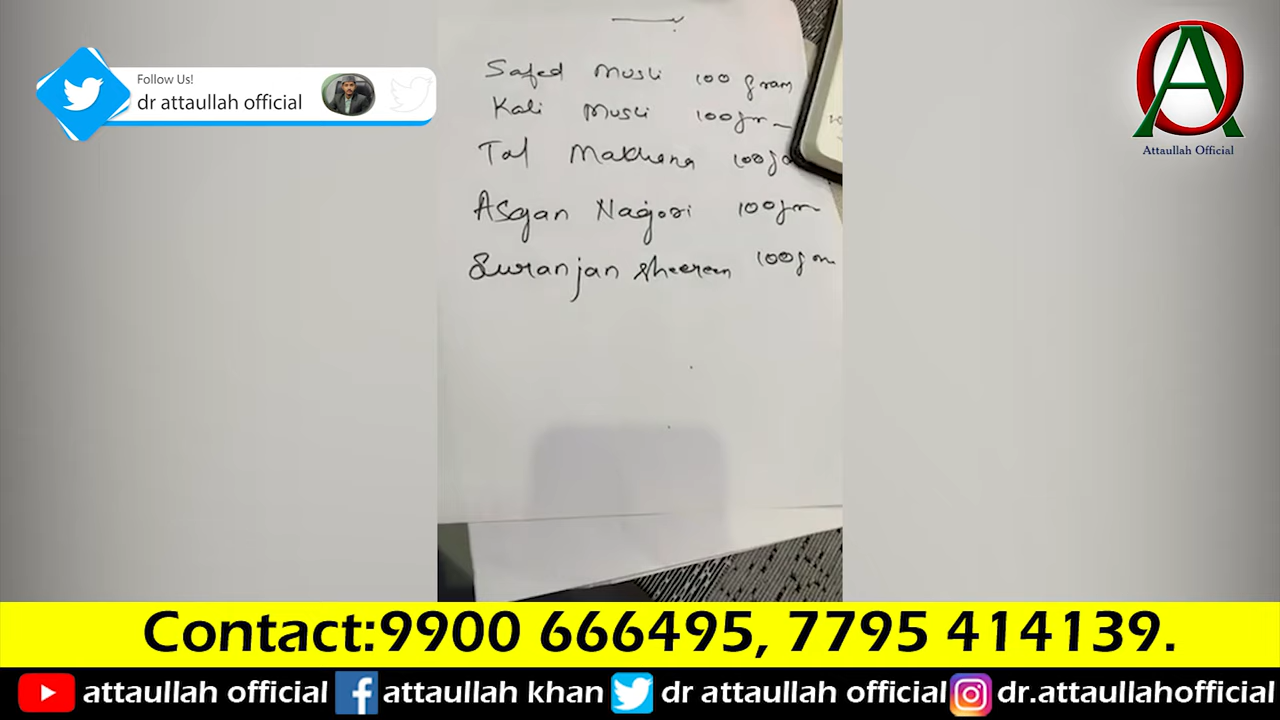 Follow Us!
dr attaullah official
Attaullah Official
Safed Musli 100 gram
Kali Musli 100gm
Tal Makhana 100g
Asgan Nagori 100gm
Suranjan sheereen 100gm
Contact:9900 666495, 7795 414139.
attaullah official attaullah khan dr attaullah official dr.attaullahofficial